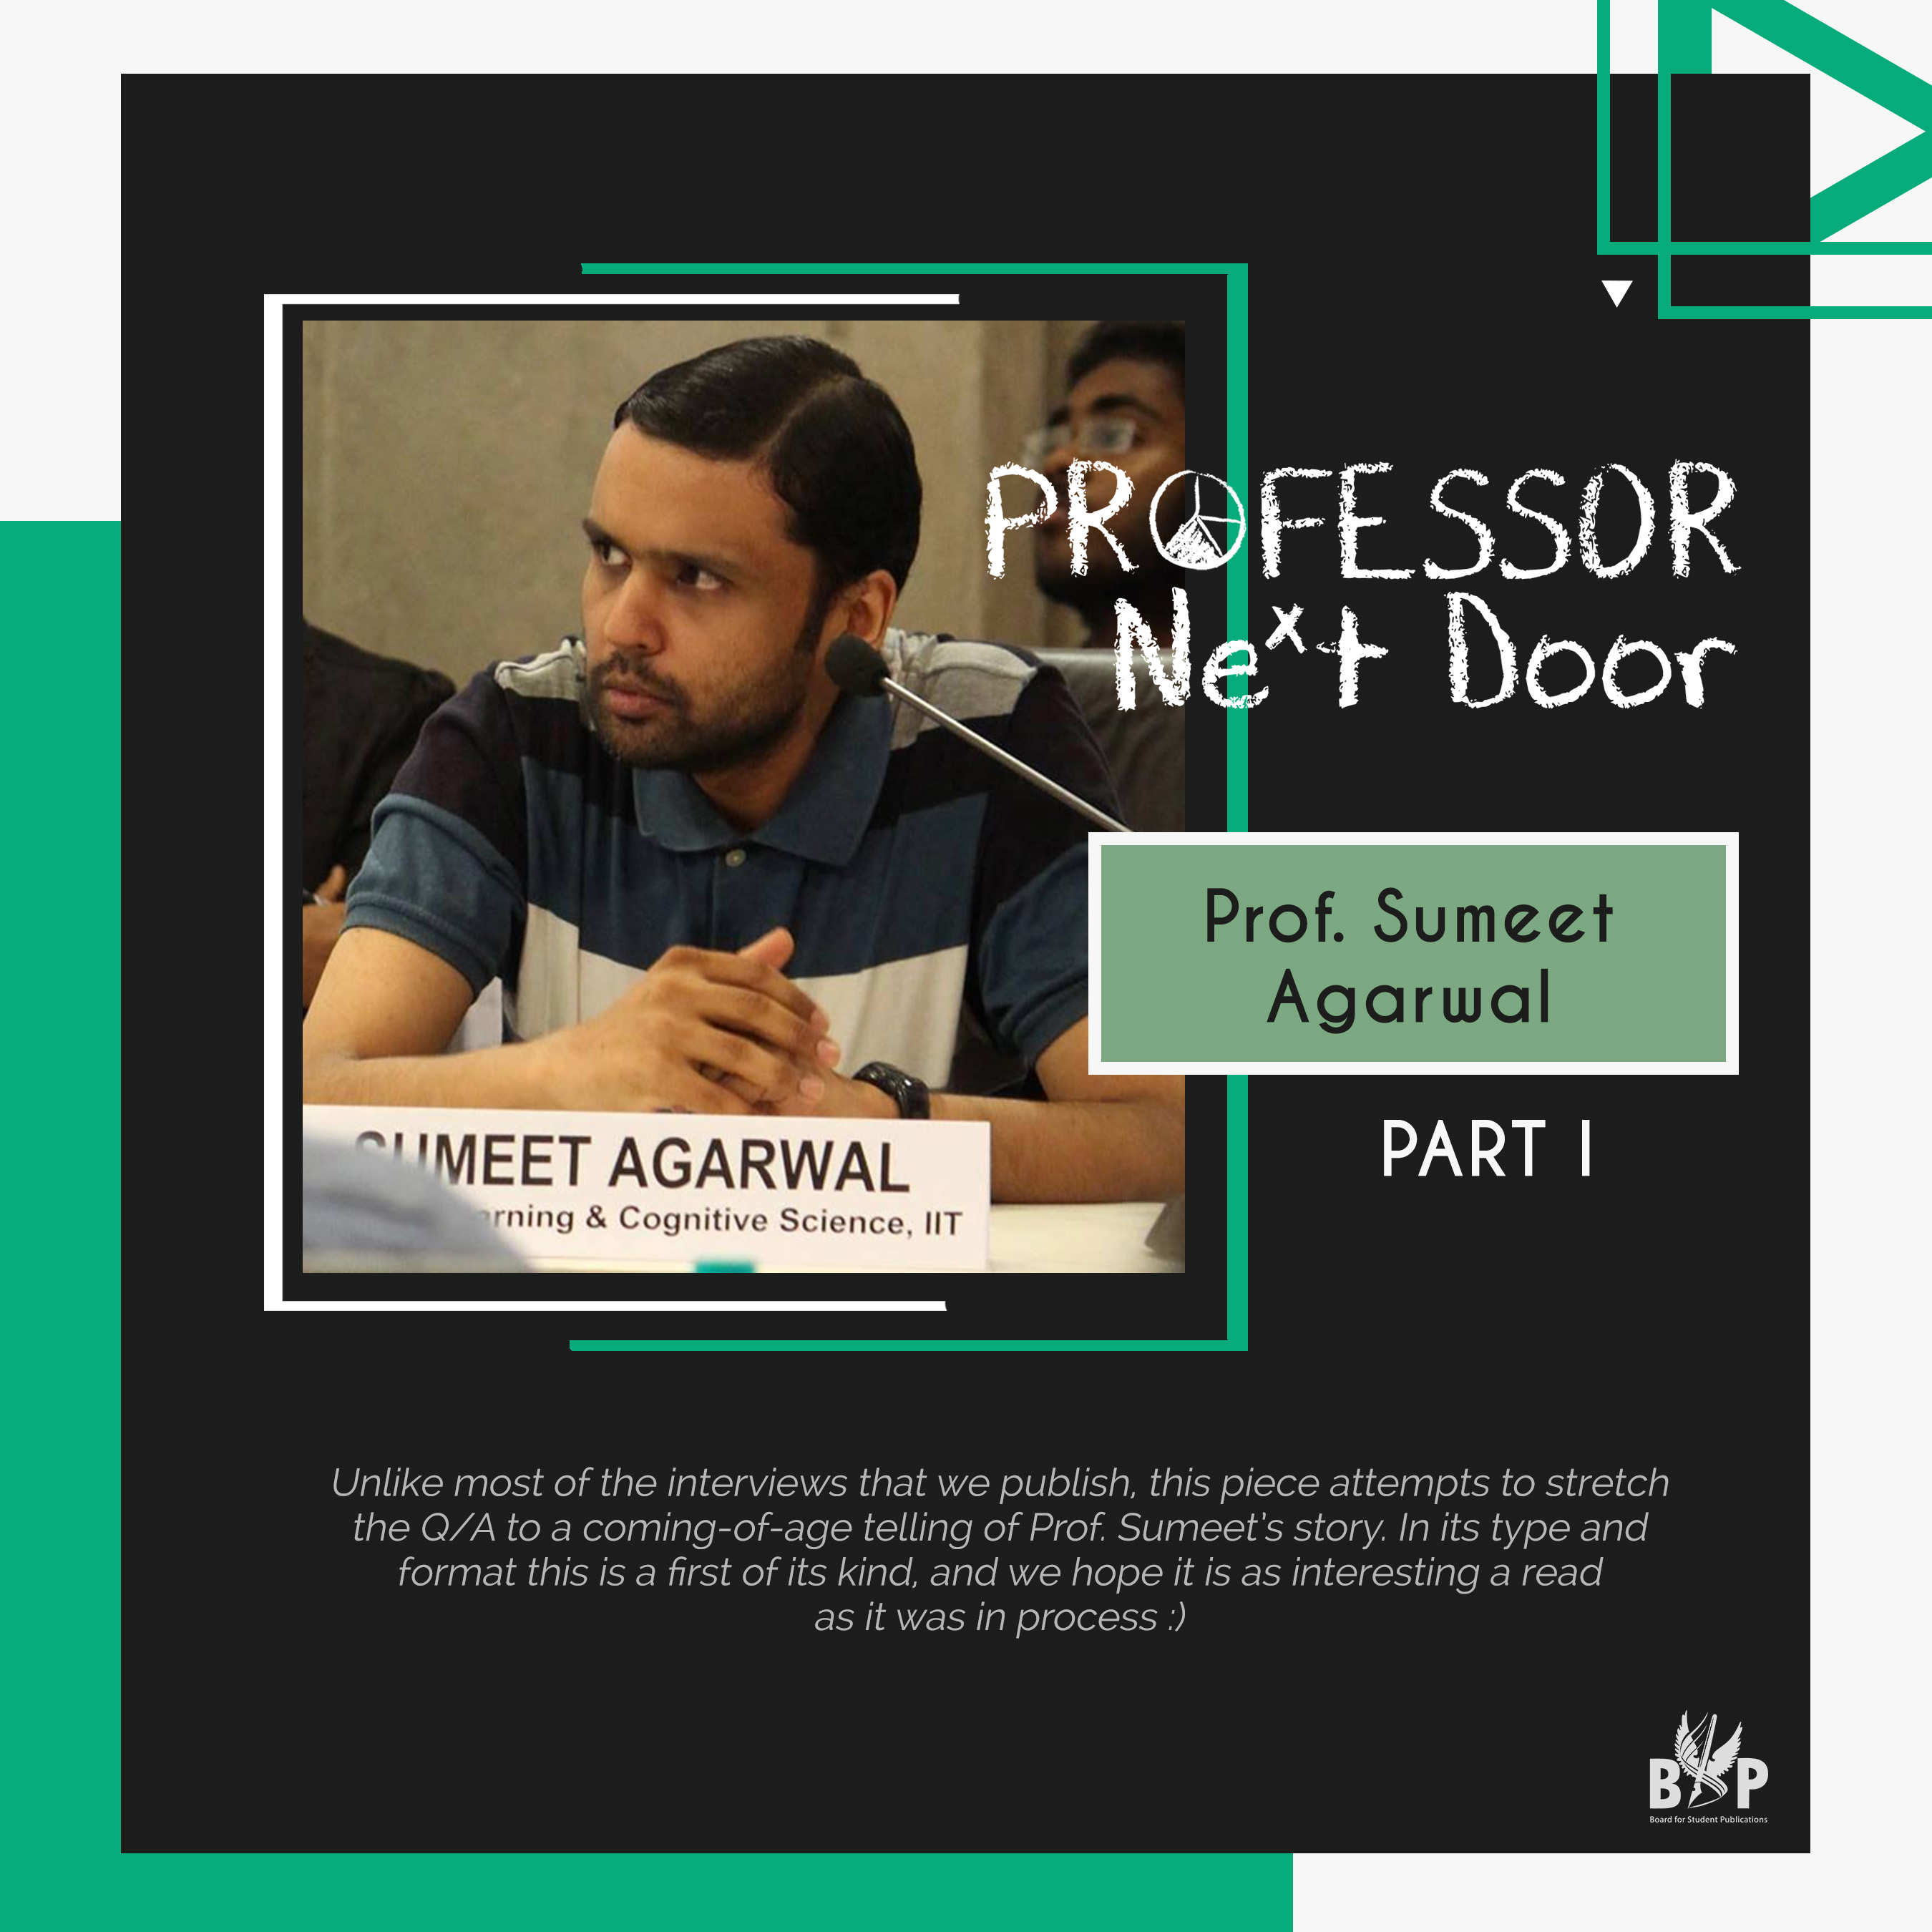 PROFESSOR
Next Door
Prof. Sumeet
Agarwal
PART I
SUMEET AGARWAL
& Cognitive Science, IIT
Unlike most of the interviews that we publish, this piece attempts to stretch
the Q/A to a coming-of-age telling of Prof. Sumeet's story. In its type and
format this is a first of its kind, and we hope it is as interesting a read
as it was in process :)
BSP
Board for Student Publications